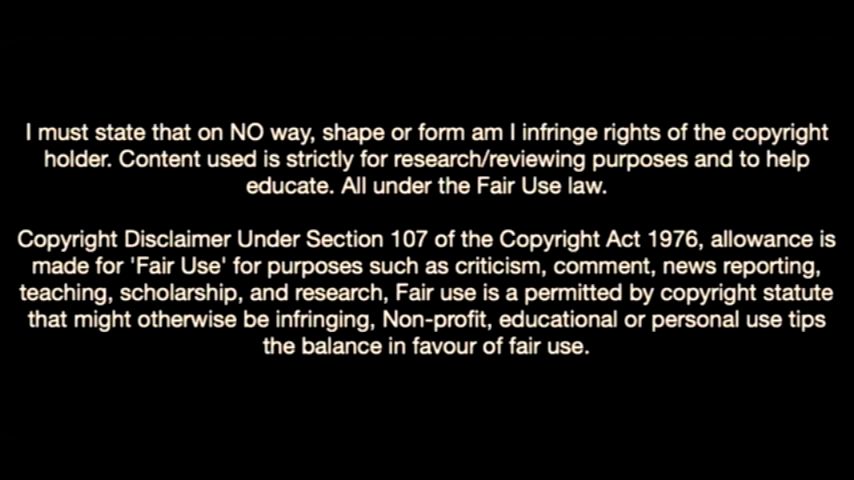 I must state that on NO way, shape or form am I infringe rights of the copyright
holder. Content used is strictly for research/reviewing purposes and to help
educate. All under the Fair Use law.
Copyright Disclaimer Under Section 107 of the Copyright Act 1976, allowance is
made for 'Fair Use' for purposes such as criticism, comment, news reporting,
teaching, scholarship, and research, Fair use is a permitted by copyright statute
that might otherwise be infringing, Non-profit, educational or personal use tips
the balance in favour of fair use.